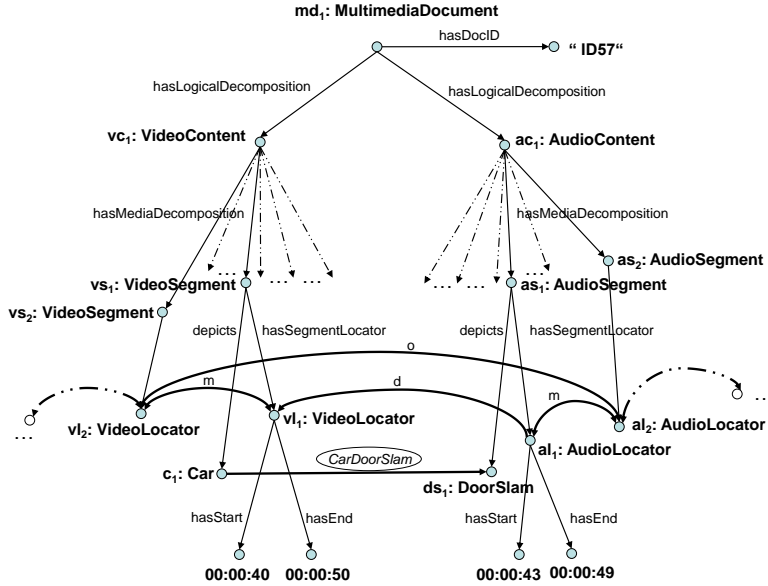 md1: MultimediaDocument
hasDocID
“ ID57“
hasLogicalDecomposition
hasLogicalDecomposition
vc1: VideoContent
ac1: AudioContent
hasMediaDecomposition
hasMediaDecomposition
as2: AudioSegment
... ... ...
... ... ...
vs1: VideoSegment
as1: AudioSegment
vs2: VideoSegment
depicts
hasSegmentLocator
depicts
hasSegmentLocator
o
m
d
m
...
...
vl2: VideoLocator
vl1: VideoLocator
al2: AudioLocator
al1: AudioLocator
CarDoorSlam
c1: Car
ds1: DoorSlam
hasStart
hasEnd
hasStart
hasEnd
00:00:40
00:00:50
00:00:43
00:00:49